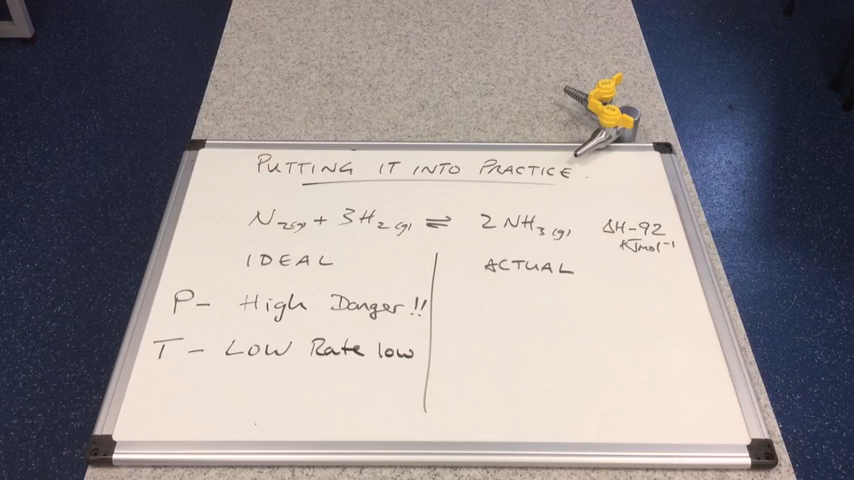 PUTTING IT INTO PRACTICE.
N2(g) + 3H2(g) ⇌ 2NH3(g) ΔH-92
KJmol-1
IDEAL
ACTUAL
P- High Danger!!
T- LOW Rate low